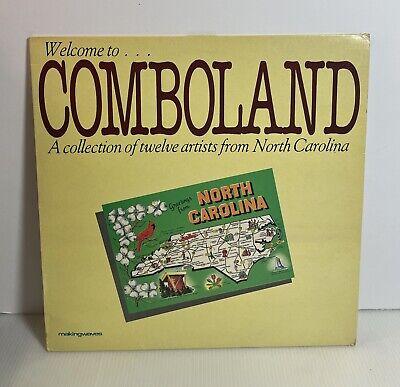 Welcome to . . .
COMBOLAND
A collection of twelve artists from North Carolina
Greetings
from
NORTH
CAROLINA
makingwaves